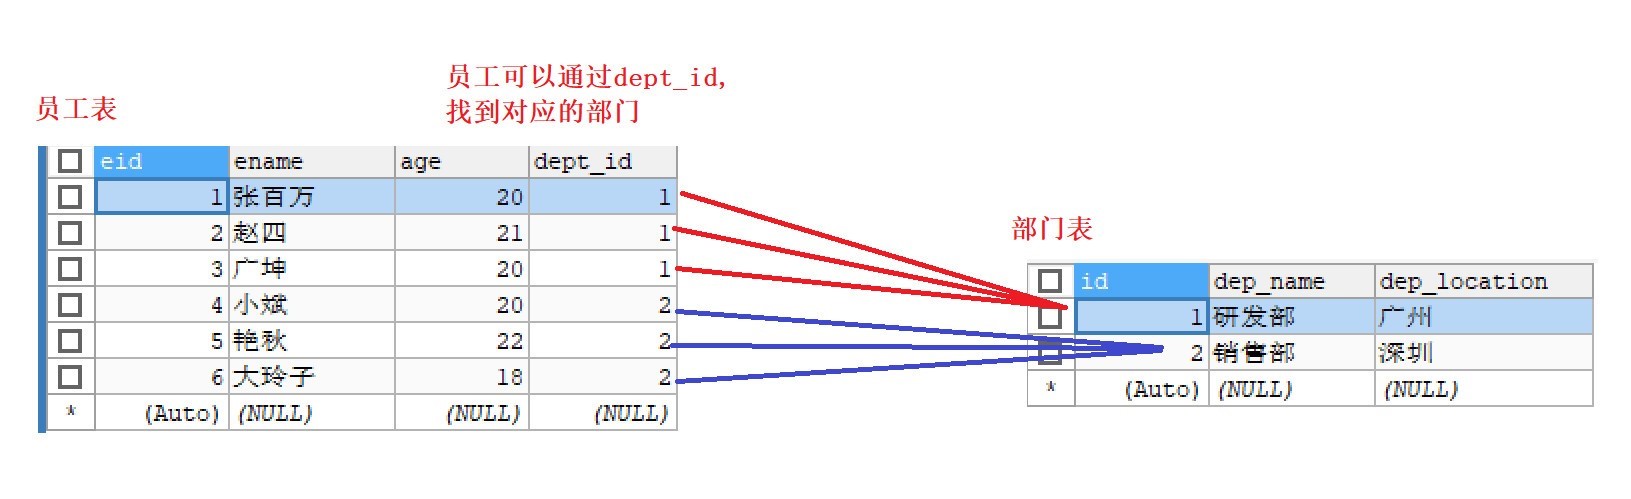 员工可以通过dept_id,
找到对应的部门
员工表
eid ename age dept_id
1 张百万 20 1
2 赵四 21 1
3 广坤 20 1
4 小斌 20 2
5 艳秋 22 2
6 大玲子 18 2
* (Auto) (NULL) (NULL) (NULL)
部门表
id dep_name dep_location
1 研发部 广州
2 销售部 深圳
* (Auto) (NULL) (NULL)